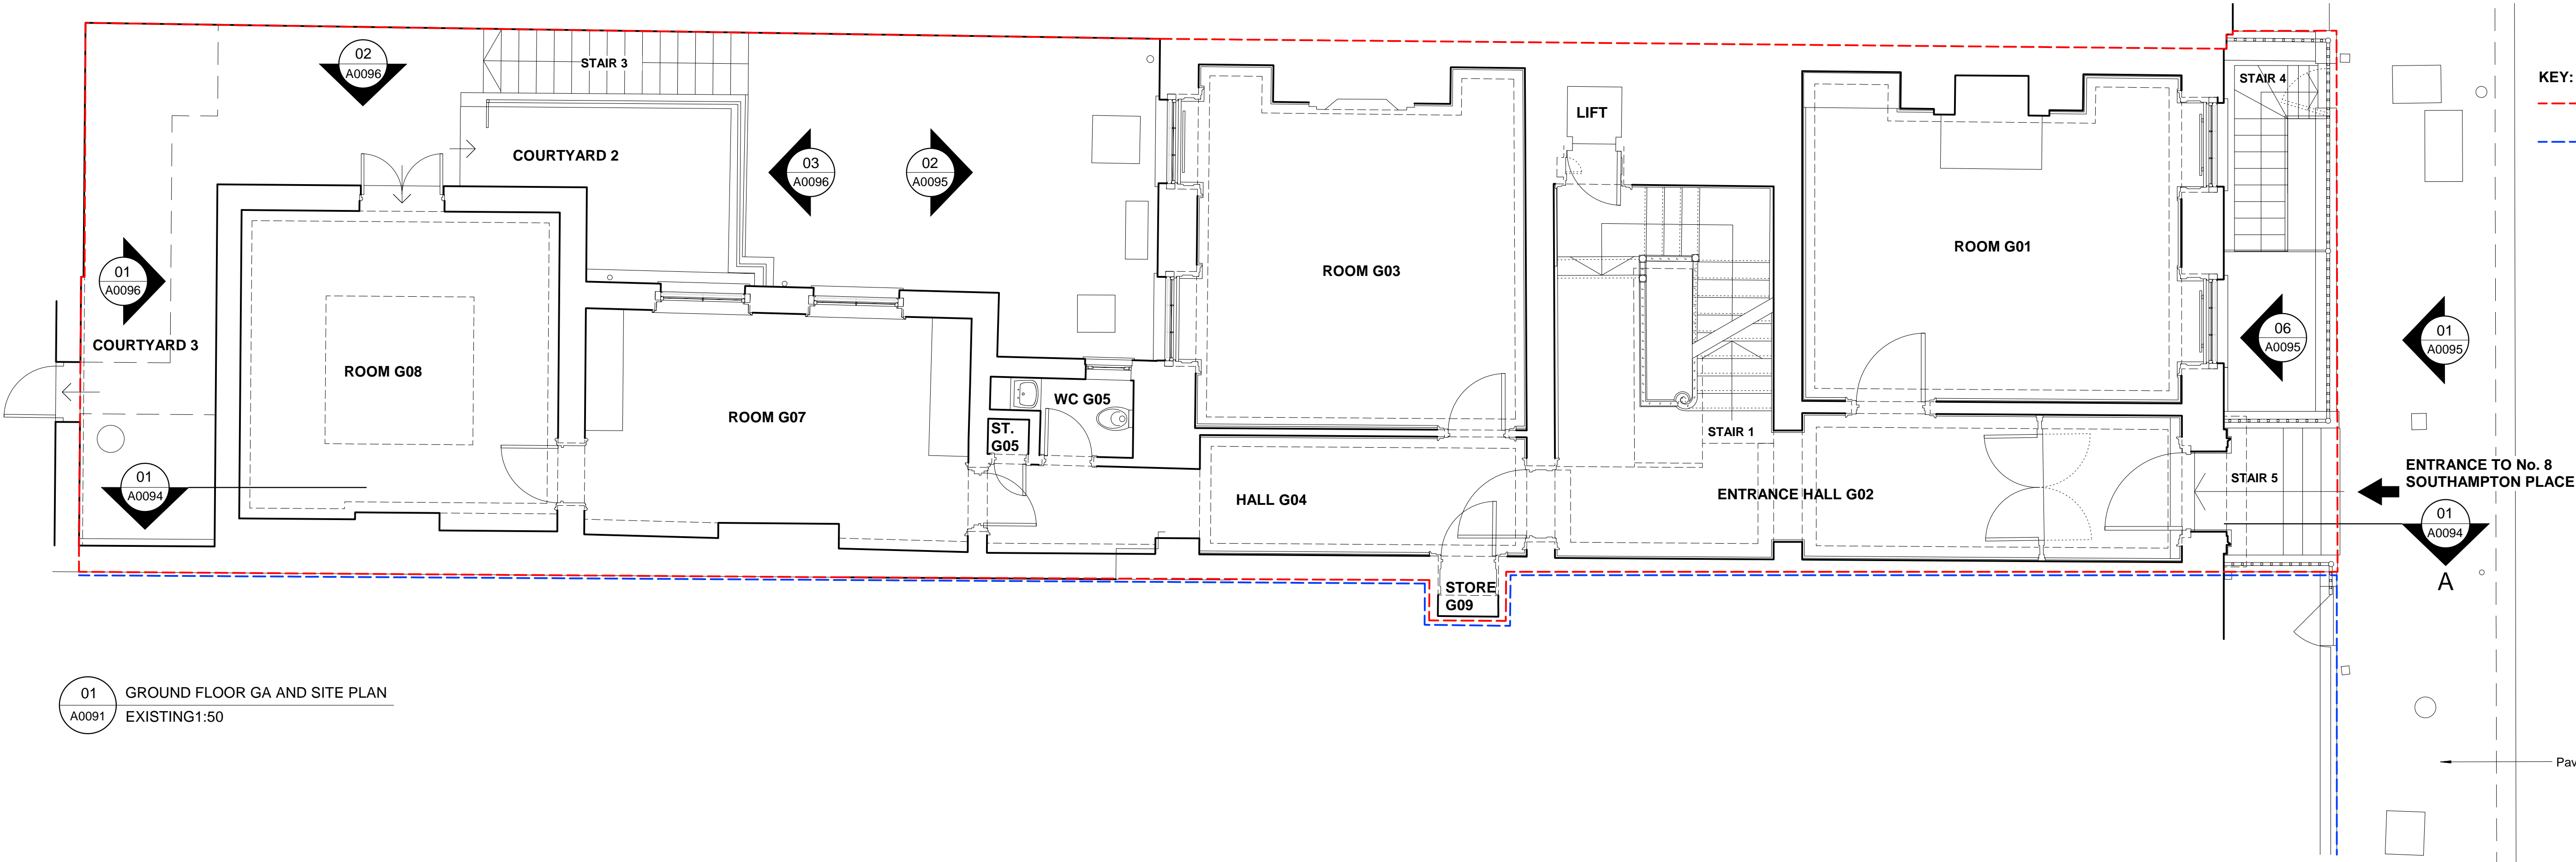 02
A0096
STAIR 3
STAIR 4
KEY:
LIFT
COURTYARD 2
03
A0096
02
A0095
ROOM G01
ROOM G03
01
A0096
COURTYARD 3
06
A0095
01
A0095
ROOM G08
WC G05
ROOM G07
ST.
G05
STAIR 1
ENTRANCE TO No. 8
SOUTHAMPTON PLACE
STAIR 5
01
A0094
HALL G04
ENTRANCE HALL G02
01
A0094
A
STORE
G09
01
A0091
GROUND FLOOR GA AND SITE PLAN
EXISTING1:50